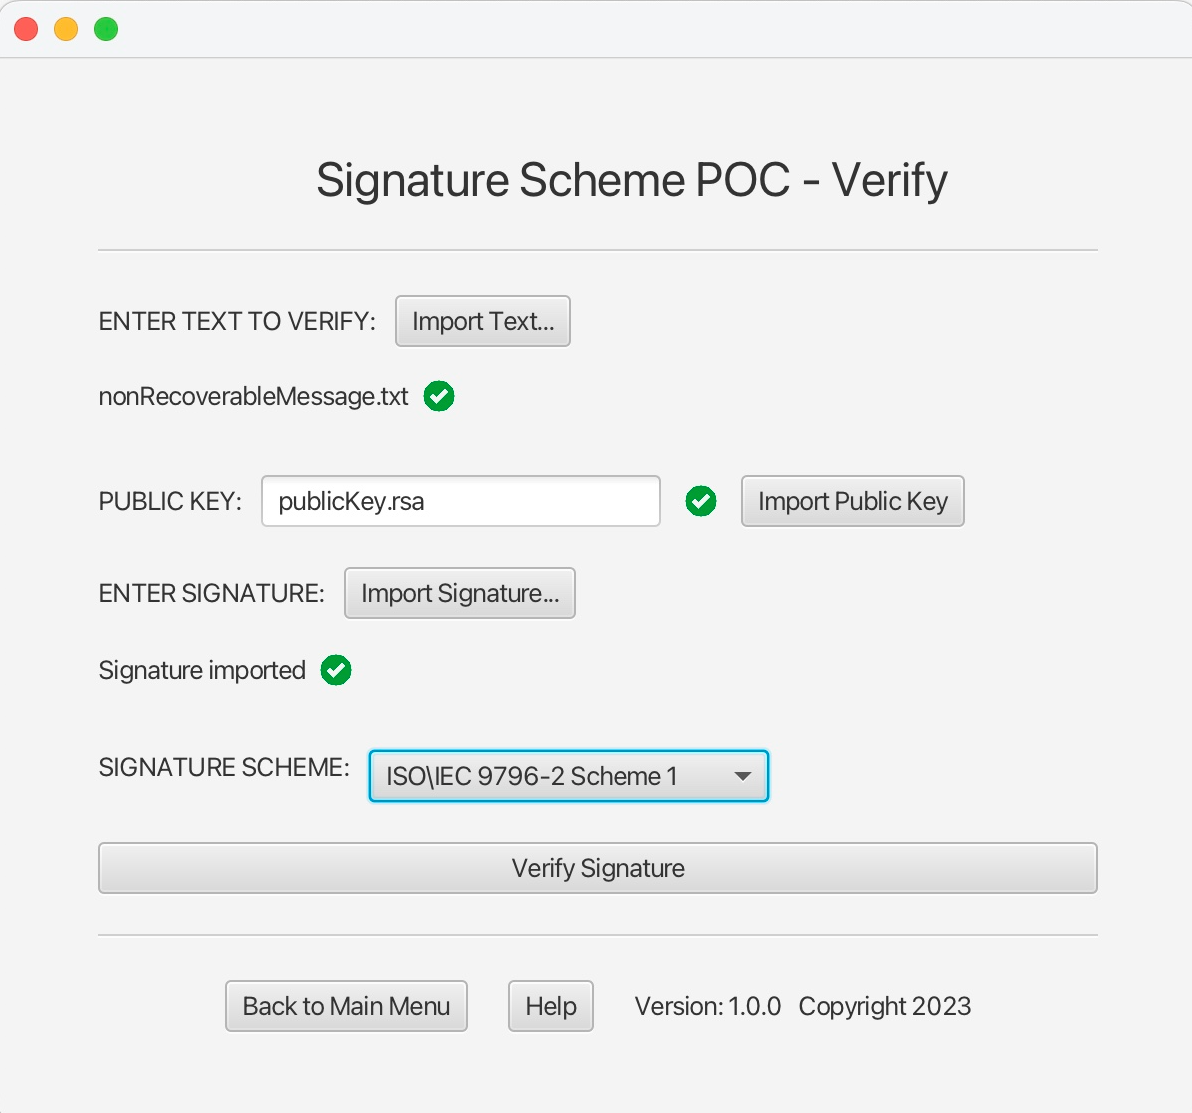 Signature Scheme POC - Verify
ENTER TEXT TO VERIFY: Import Text...
nonRecoverableMessage.txt
PUBLIC KEY: publicKey.rsa Import Public Key
ENTER SIGNATURE: Import Signature...
Signature imported
SIGNATURE SCHEME: ISO\IEC 9796-2 Scheme 1
Verify Signature
Back to Main Menu Help Version: 1.0.0 Copyright 2023